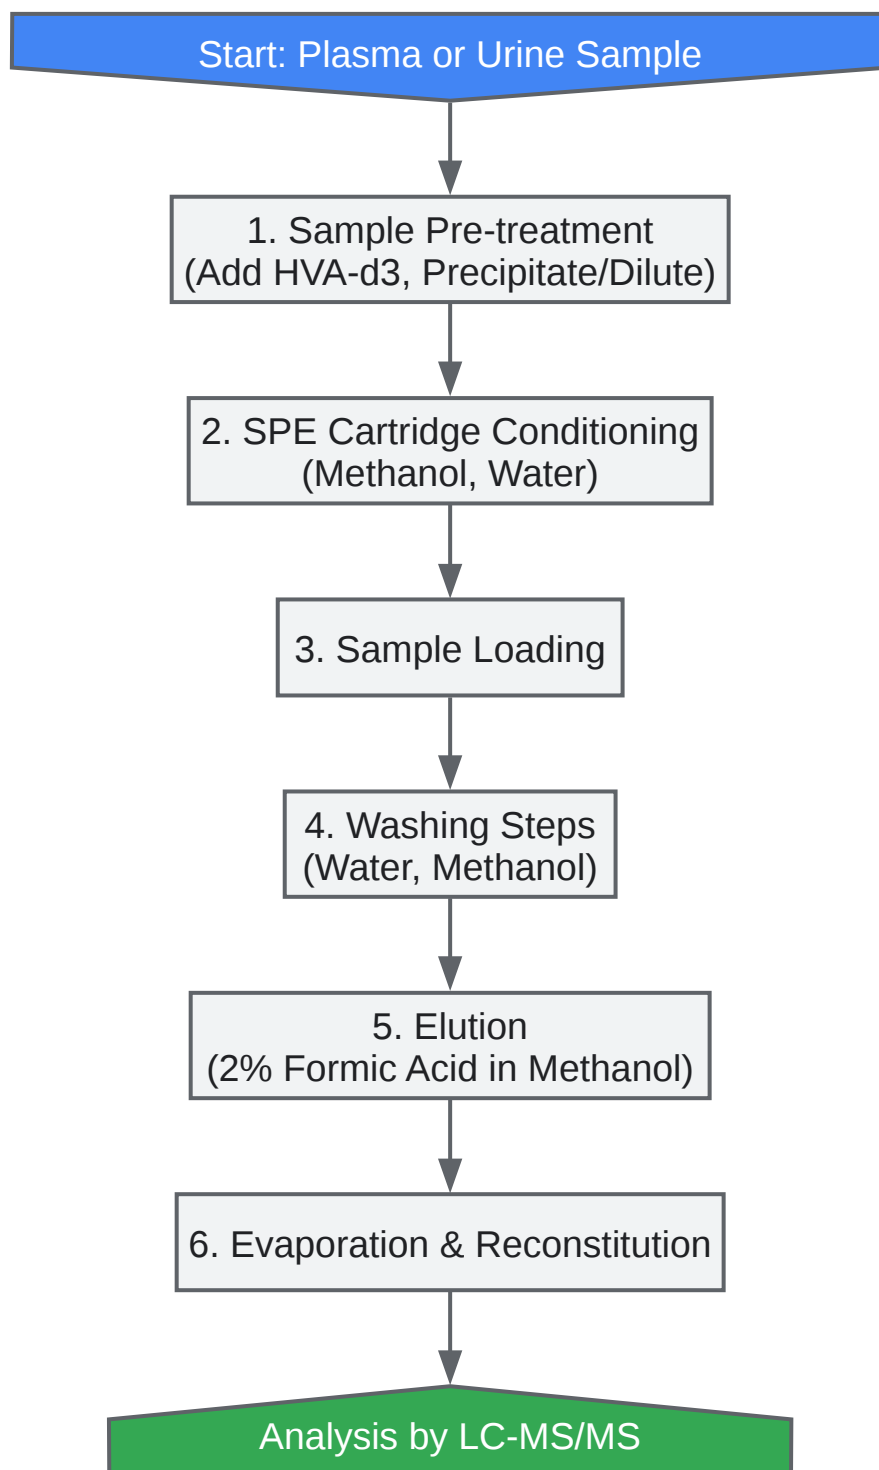 Start: Plasma or Urine Sample
1. Sample Pre-treatment
(Add HVA-d3, Precipitate/Dilute)
2. SPE Cartridge Conditioning
(Methanol, Water)
3. Sample Loading
4. Washing Steps
(Water, Methanol)
5. Elution
(2% Formic Acid in Methanol)
6. Evaporation & Reconstitution
Analysis by LC-MS/MS